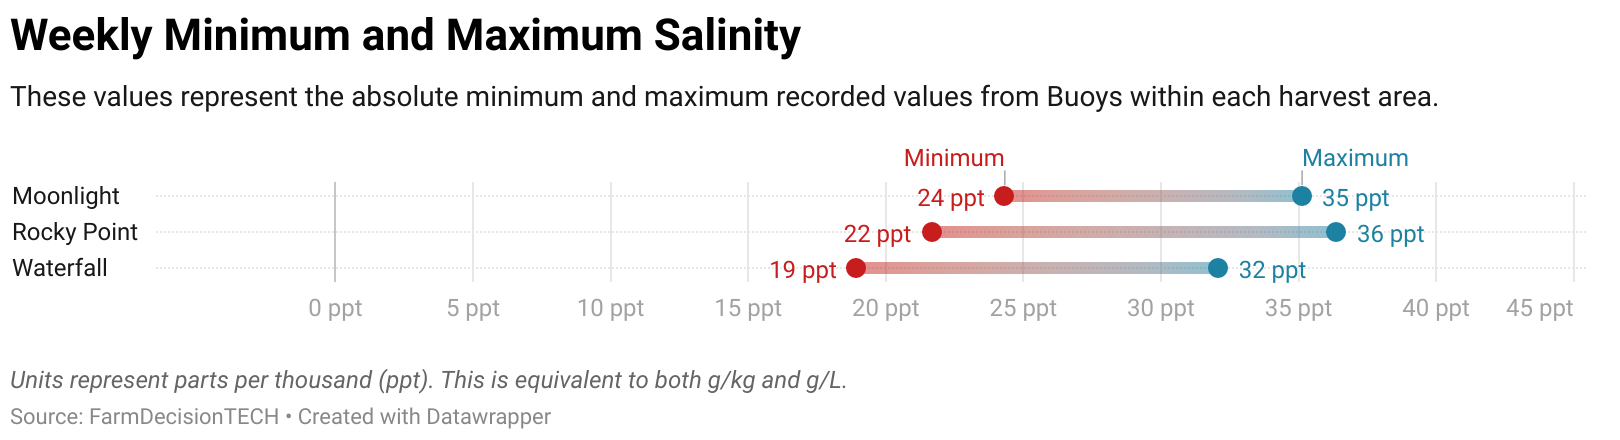 Weekly Minimum and Maximum Salinity
These values represent the absolute minimum and maximum recorded values from Buoys within each harvest area.
Minimum Maximum
Moonlight 24 ppt 35 ppt
Rocky Point 22 ppt 36 ppt
Waterfall 19 ppt 32 ppt
0 ppt 5 ppt 10 ppt 15 ppt 20 ppt 25 ppt 30 ppt 35 ppt 40 ppt 45 ppt
Units represent parts per thousand (ppt). This is equivalent to both g/kg and g/L.
Source: FarmDecisionTECH • Created with Datawrapper